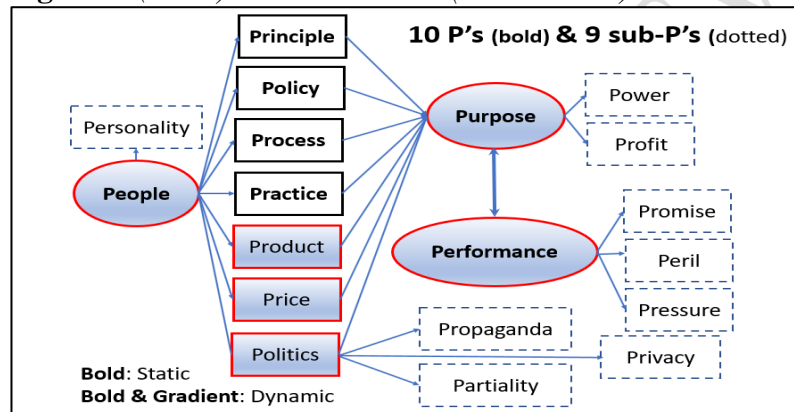 Principle
10 P's (bold) & 9 sub-P's (dotted)
Policy
Purpose
Power
Personality
Process
Profit
People
Practice
Promise
Product
Performance
Peril
Price
Pressure
Propaganda
Politics
Privacy
Bold: Static
Partiality
Bold & Gradient: Dynamic